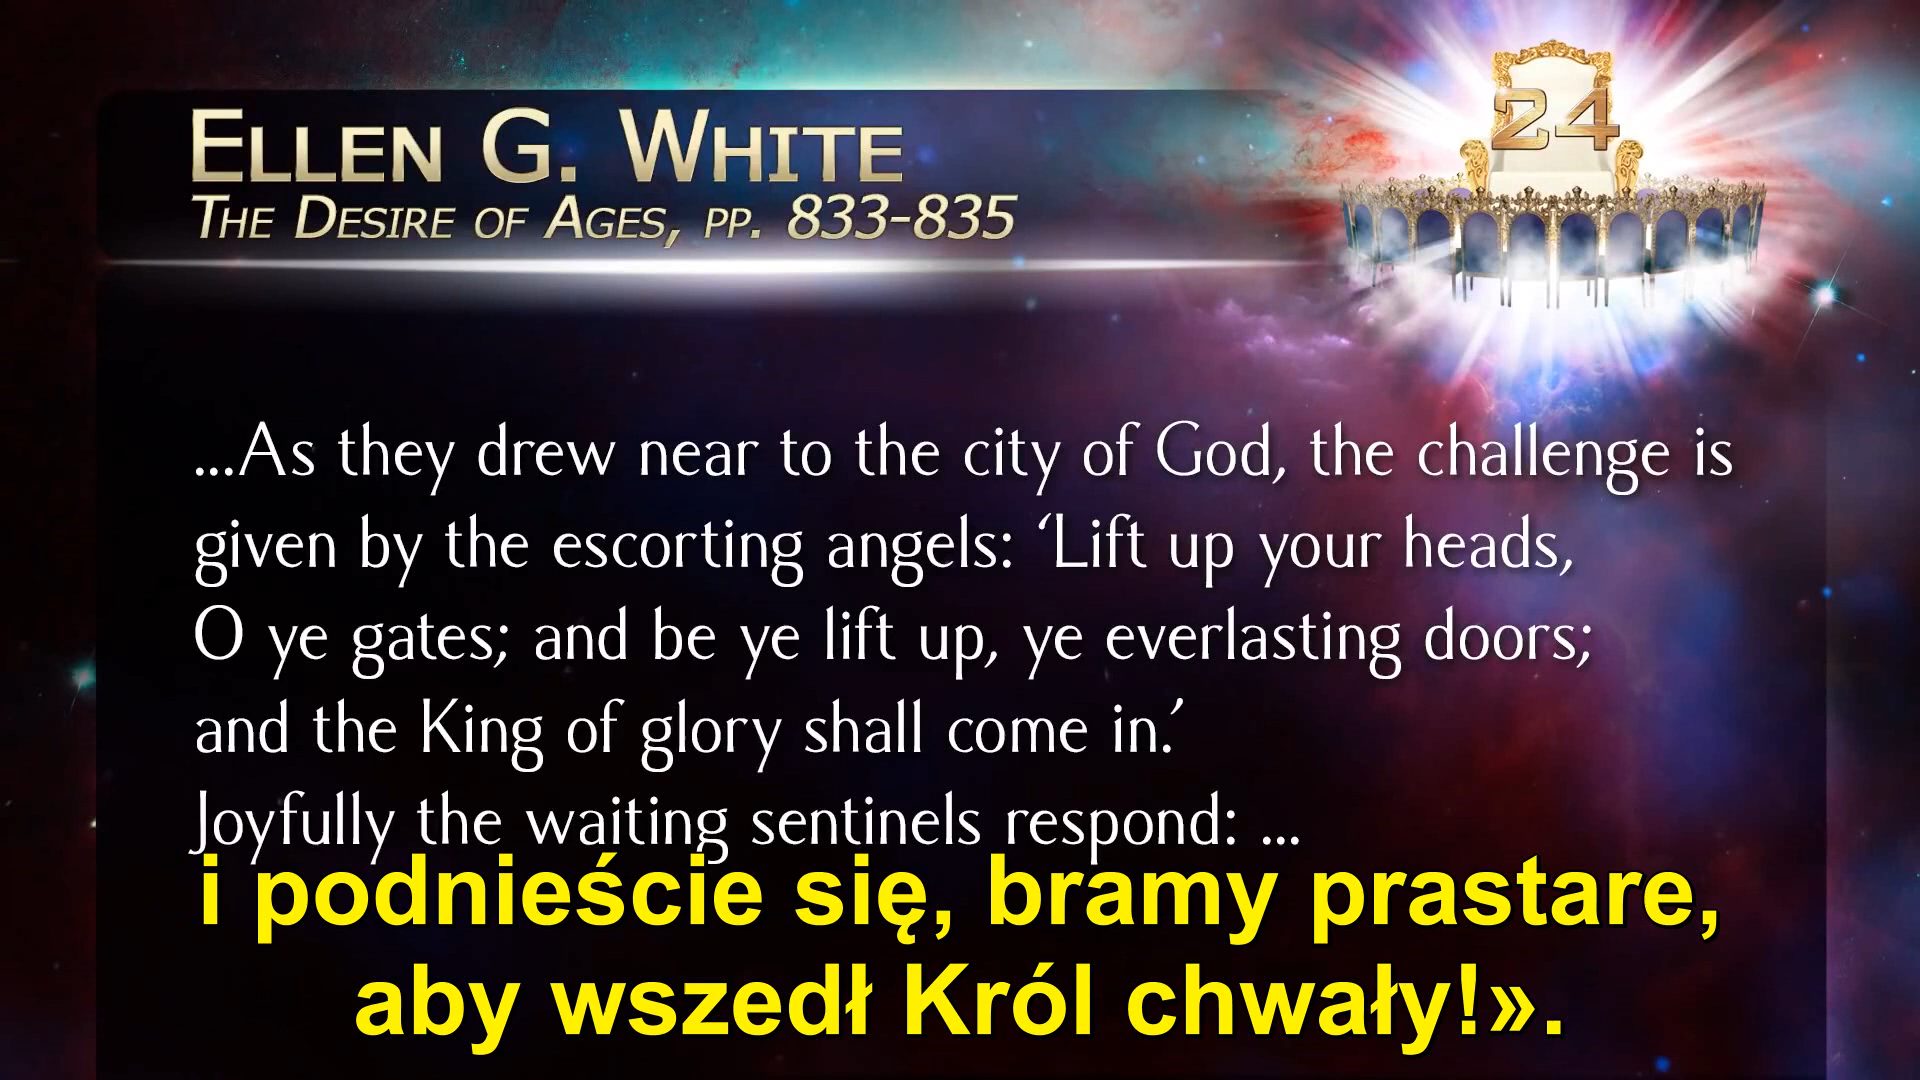 ELLEN G. WHITE
THE DESIRE OF AGES, PP. 833-835
24
...As they drew near to the city of God, the challenge is
given by the escorting angels: ‘Lift up your heads,
O ye gates; and be ye lift up, ye everlasting doors;
and the King of glory shall come in.’
Joyfully the waiting sentinels respond: ...
i podnieście się, bramy prastare,
aby wszedł Król chwały!».